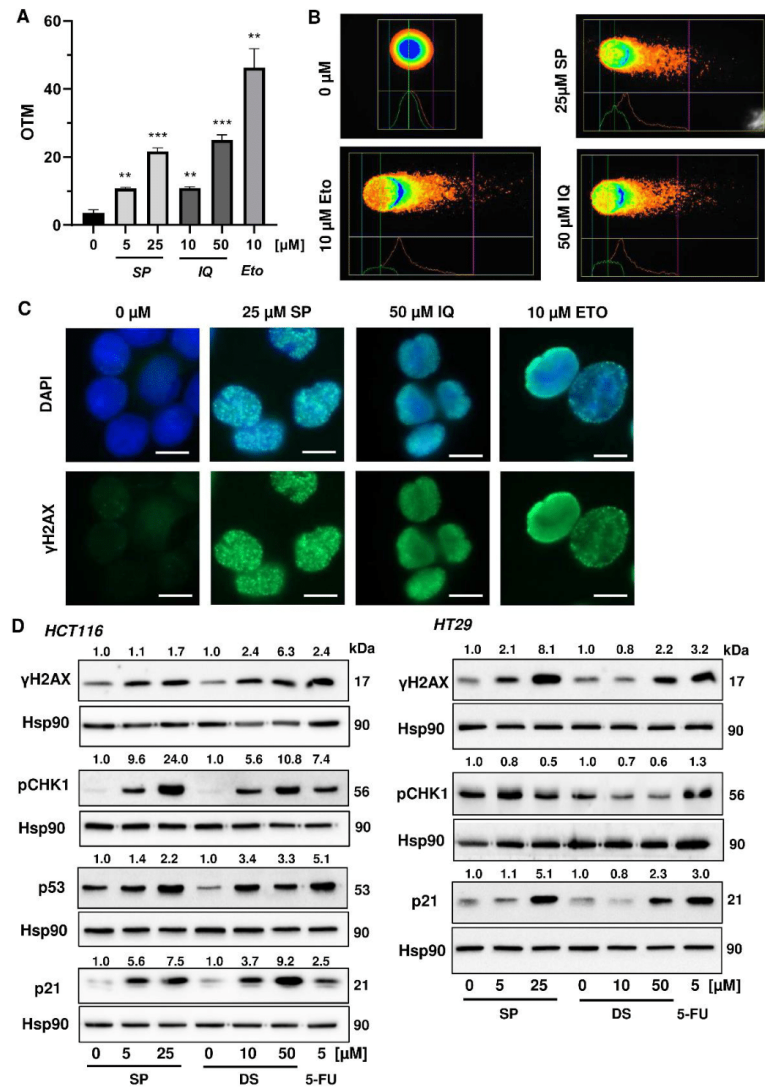 A
OTM
60
40
20
0
** *** ** *** **
0 5 25 10 50 10 [µM]
SP IQ Eto
B
0 µM
25µM SP
10 µM Eto
50 µM IQ
C
0 µM 25 µM SP 50 µM IQ 10 µM ETO
DAPI
γH2AX
D
HCT116
1.0 1.1 1.7 1.0 2.4 6.3 2.4 kDa
γH2AX 17
Hsp90 90
1.0 9.6 24.0 1.0 5.6 10.8 7.4
pCHK1 56
Hsp90 90
1.0 1.4 2.2 1.0 3.4 3.3 5.1
p53 53
Hsp90 90
1.0 5.6 7.5 1.0 3.7 9.2 2.5
p21 21
Hsp90 90
0 5 25 0 10 50 5 [µM]
SP DS 5-FU
HT29
1.0 2.1 8.1 1.0 0.8 2.2 3.2 kDa
γH2AX 17
Hsp90 90
1.0 0.8 0.5 1.0 0.7 0.6 1.3
pCHK1 56
Hsp90 90
1.0 1.1 5.1 1.0 0.8 2.3 3.0
p21 21
Hsp90 90
0 5 25 0 10 50 5 [µM]
SP DS 5-FU